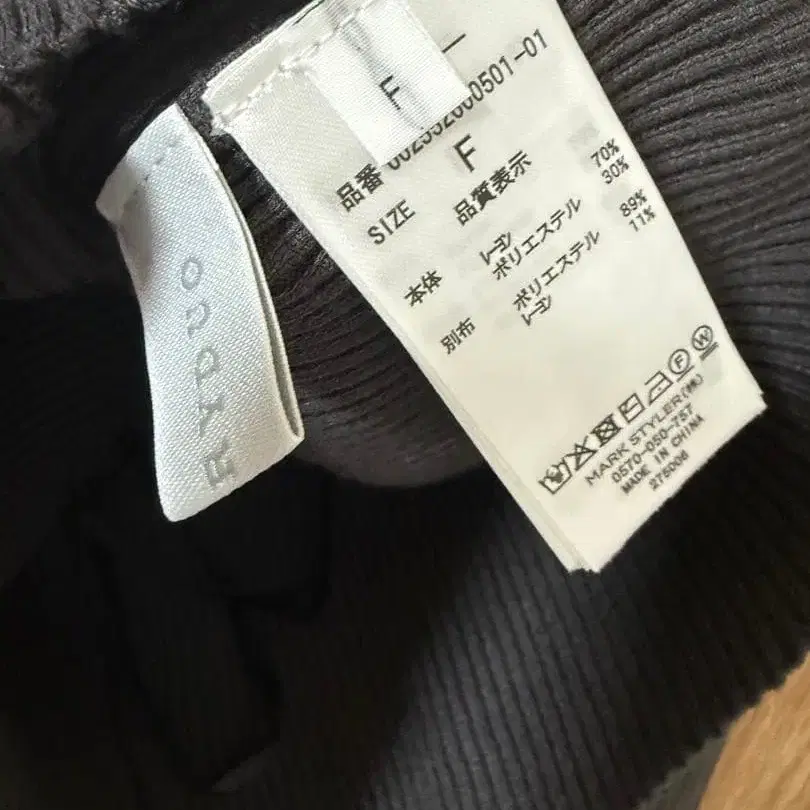 F
品番
SIZE F
品質表示
本体 レーヨン 70%
ポリエステル 30%
別布 ポリエステル 89%
レーヨン 11%
F W
MARK STYLER(株)
0570-050-757
MADE IN CHINA
275006